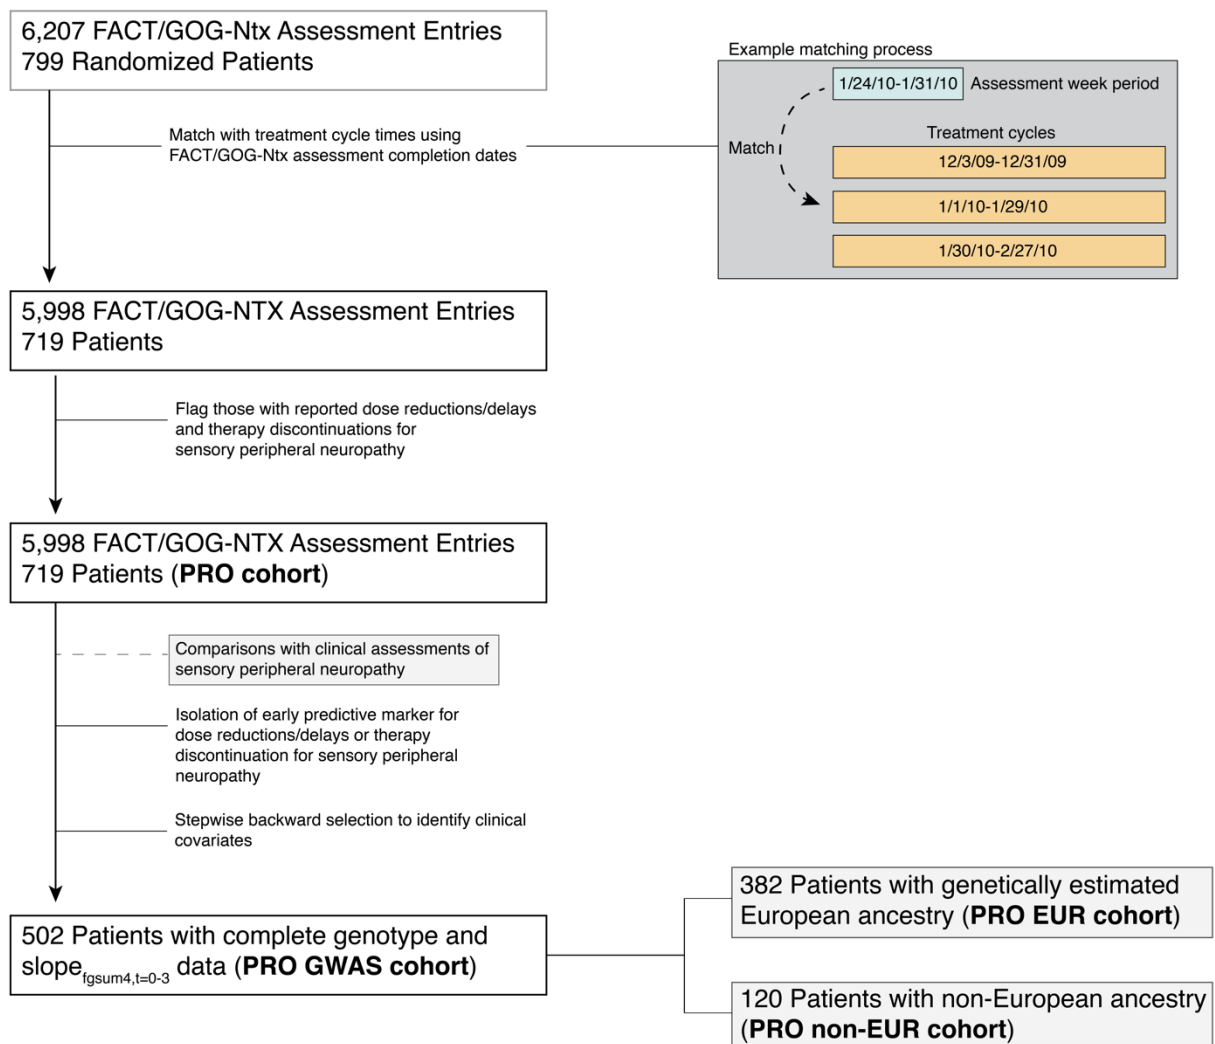 6,207 FACT/GOG-Ntx Assessment Entries
799 Randomized Patients
Example matching process
1/24/10-1/31/10
Assessment week period
Match
Treatment cycles
12/3/09-12/31/09
1/1/10-1/29/10
1/30/10-2/27/10
Match with treatment cycle times using
FACT/GOG-Ntx assessment completion dates
5,998 FACT/GOG-NTX Assessment Entries
719 Patients
Flag those with reported dose reductions/delays
and therapy discontinuations for
sensory peripheral neuropathy
5,998 FACT/GOG-NTX Assessment Entries
719 Patients (PRO cohort)
Comparisons with clinical assessments of
sensory peripheral neuropathy
Isolation of early predictive marker for
dose reductions/delays or therapy
discontinuation for sensory peripheral
neuropathy
Stepwise backward selection to identify clinical
covariates
502 Patients with complete genotype and
slope fgsum4,t=0-3 data (PRO GWAS cohort)
382 Patients with genetically estimated
European ancestry (PRO EUR cohort)
120 Patients with non-European ancestry
(PRO non-EUR cohort)